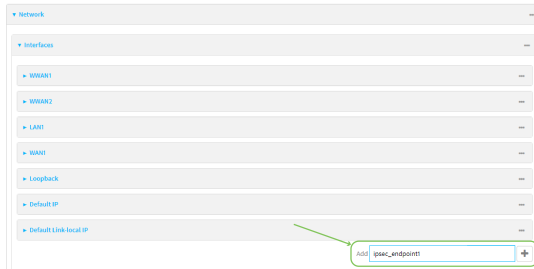 Network
Interfaces
WWAN1
WWAN2
LAN1
WAN1
Loopback
Default IP
Default Link-local IP
Add ipsec_endpoint1